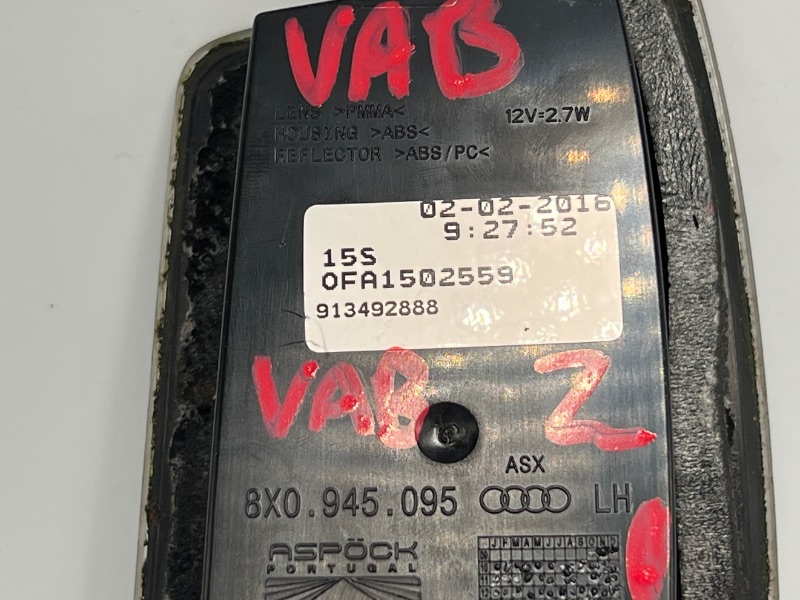 VAB
LENS >PMMA<
12V=2.7W
HOUSING >ABS<
REFLECTOR >ABS/PC<
02-02-2016
9:27:52
15S
OFA1502559
913492888
VAB 2
ASX
8X0.945.095 LH
ASPÖCK
PORTUGAL
J F M A M J J A S O N D